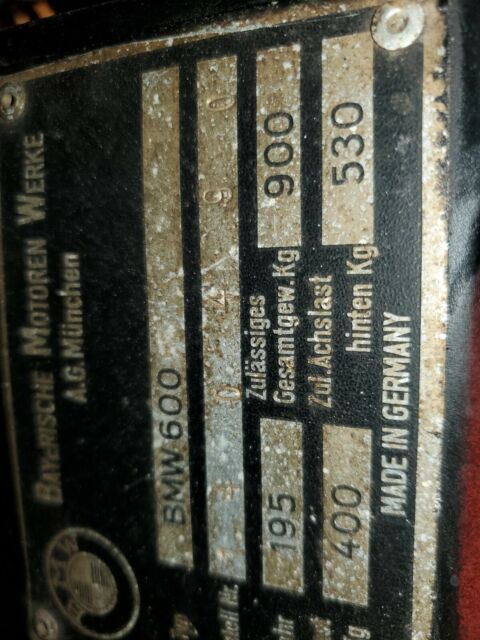 BMW
BAYERISCHE MOTOREN WERKE
A.G. München
BMW 600
195 Zulässiges
Gesamtgew. Kg 900
400 Zul. Achslast
hinten Kg 530
MADE IN GERMANY